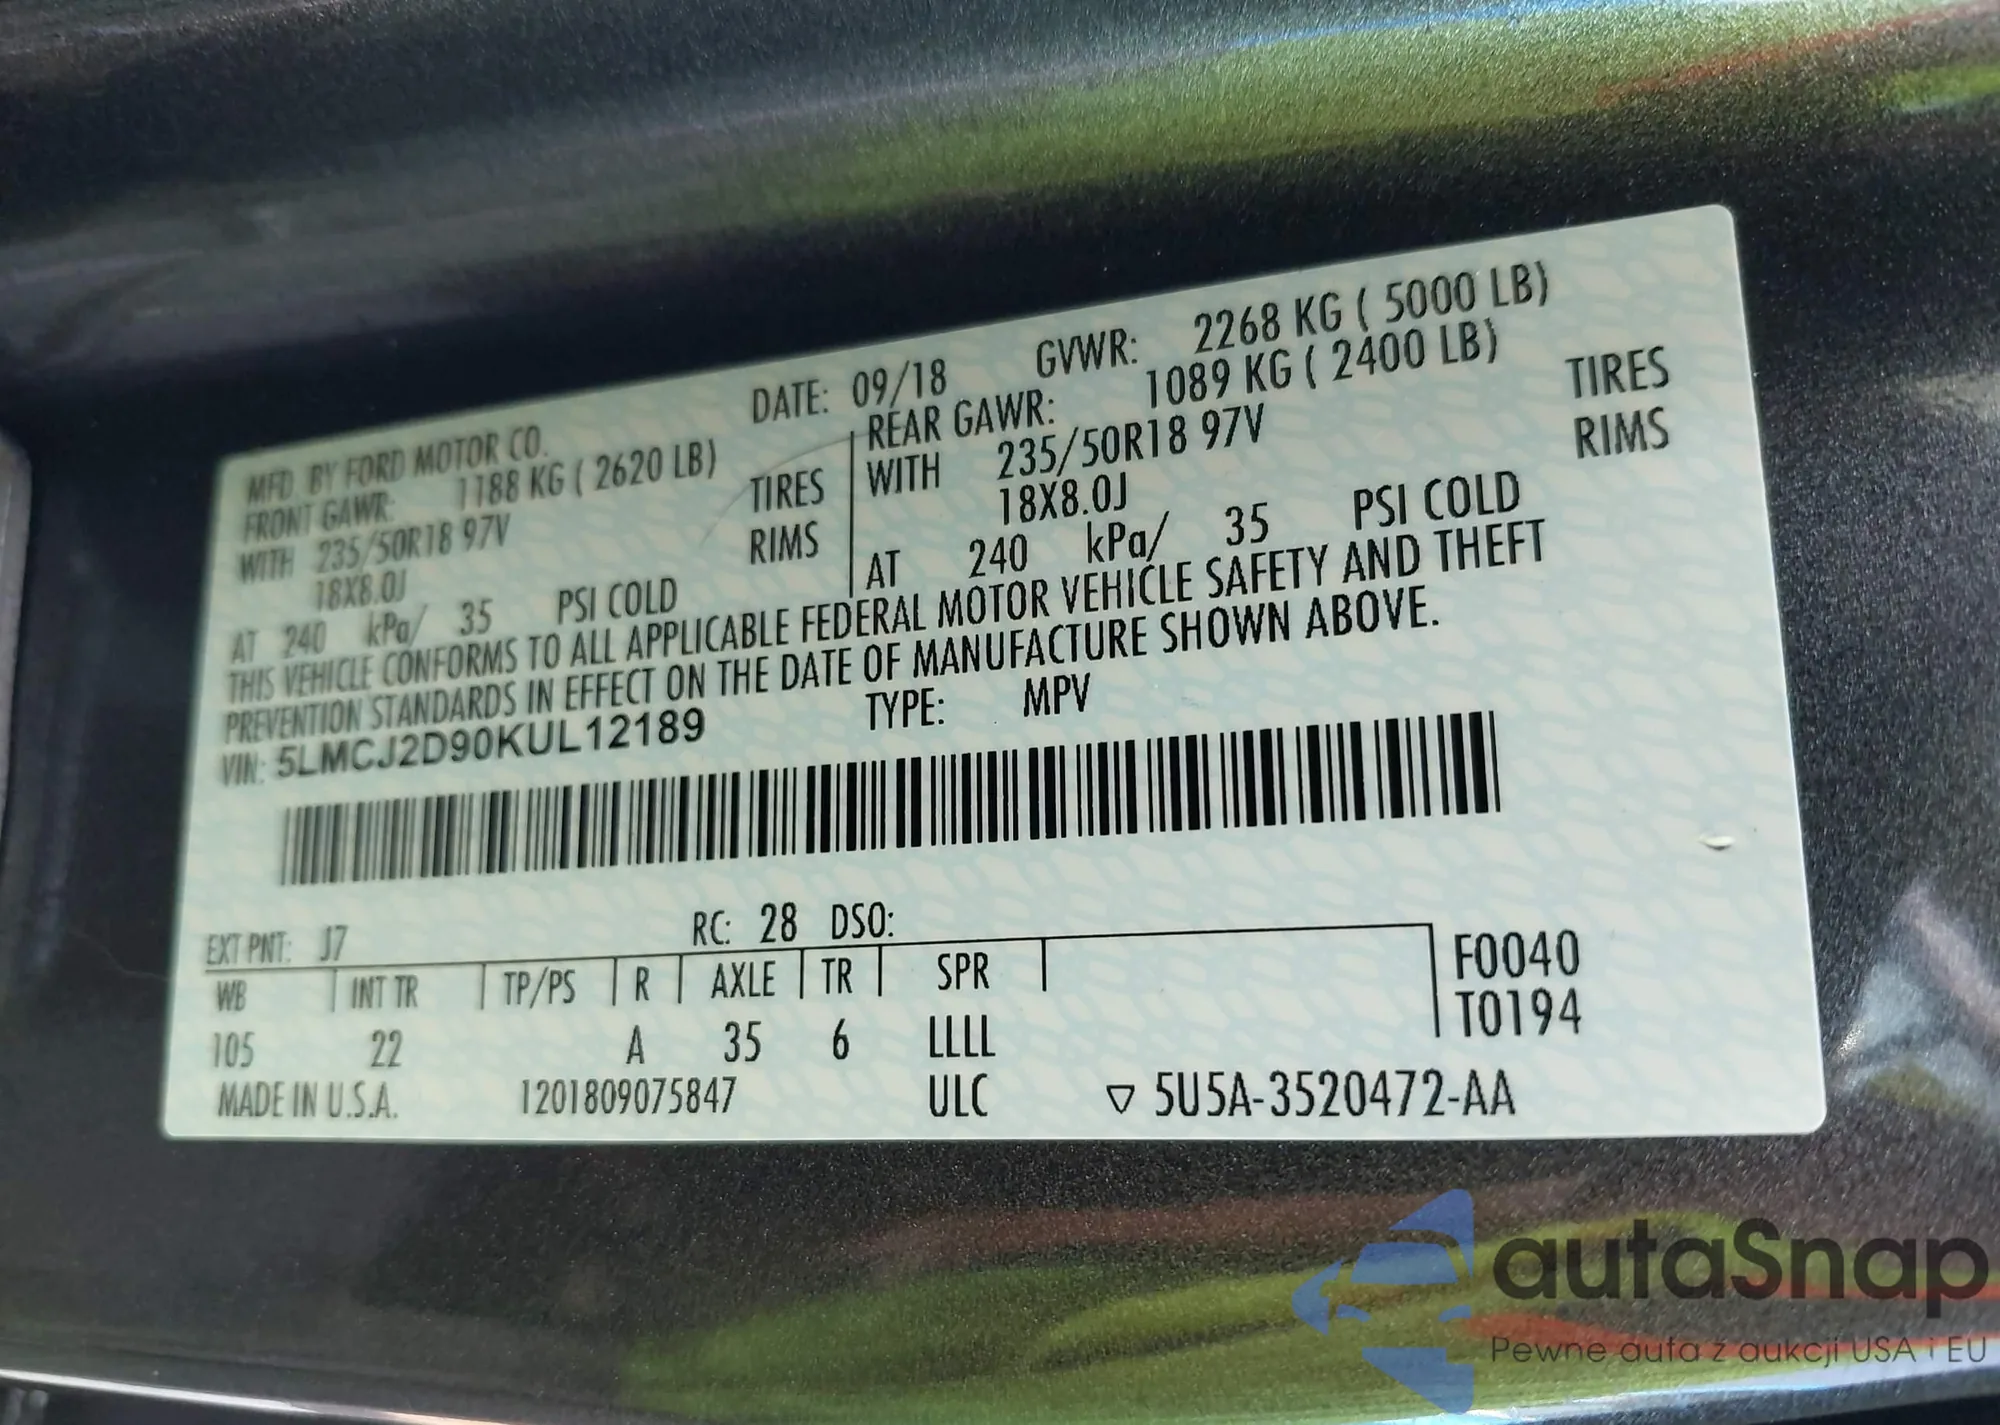 MFD. BY FORD MOTOR CO. DATE: 09/18 GVWR: 2268 KG ( 5000 LB)
FRONT GAWR: 1188 KG ( 2620 LB) REAR GAWR: 1089 KG ( 2400 LB)
WITH 235/50R18 97V TIRES WITH 235/50R18 97V TIRES
18X8.0J RIMS 18X8.0J RIMS
AT 240 kPa/ 35 PSI COLD AT 240 kPa/ 35 PSI COLD
THIS VEHICLE CONFORMS TO ALL APPLICABLE FEDERAL MOTOR VEHICLE SAFETY AND THEFT
PREVENTION STANDARDS IN EFFECT ON THE DATE OF MANUFACTURE SHOWN ABOVE.
VIN: 5LMCJ2D90KUL12189 TYPE: MPV
EXT PNT: J7 RC: 28 DSO:
WB INT TR TP/PS R AXLE TR SPR F0040
105 22 A 35 6 LLLL T0194
MADE IN U.S.A. 1201809075847 ULC ▽ 5U5A-3520472-AA
autaSnap
Pewne auta z aukcji USA i EU